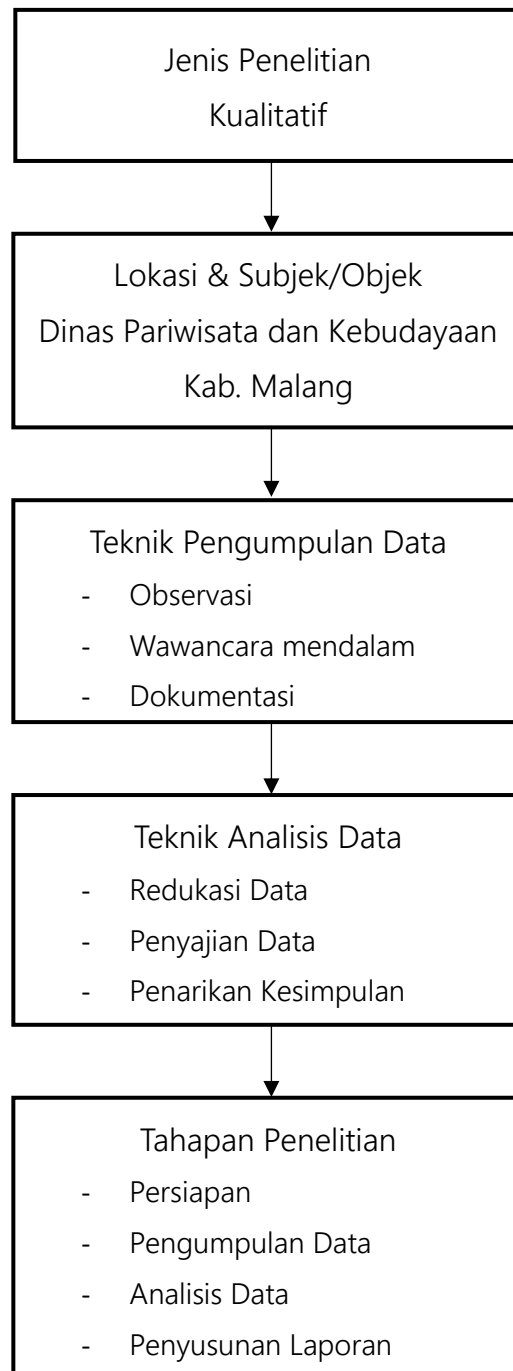 Jenis Penelitian
Kualitatif
Lokasi & Subjek/Objek
Dinas Pariwisata dan Kebudayaan
Kab. Malang
Teknik Pengumpulan Data
- Observasi
- Wawancara mendalam
- Dokumentasi
Teknik Analisis Data
- Redukasi Data
- Penyajian Data
- Penarikan Kesimpulan
Tahapan Penelitian
- Persiapan
- Pengumpulan Data
- Analisis Data
- Penyusunan Laporan